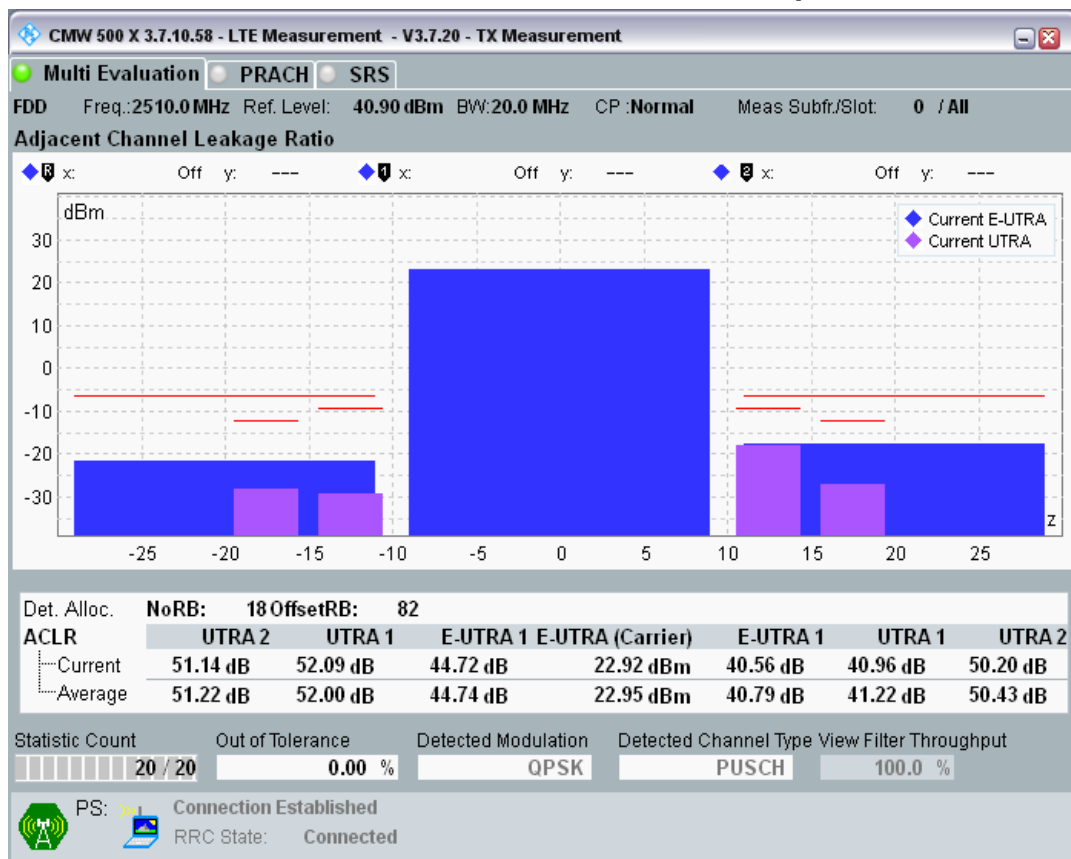 CMW 500 X 3.7.10.58 - LTE Measurement - V3.7.20 - TX Measurement
Multi Evaluation PRACH SRS
FDD Freg.:2510.0 MHz Ref. Level: 40.90 dBm BW:20.0 MHz CP :Normal Meas Subfr./Slot: 0 / All
Adjacent Channel Leakage Ratio
R x: Off y: --- 1 x: Off y: --- 2 x: Off y: ---
dBm
Current E-UTRA
Current UTRA
30
20
10
0
-10
-20
-30
z
-25 -20 -15 -10 -5 0 5 10 15 20 25
Det. Alloc. NoRB: 18 OffsetRB: 82
ACLR UTRA 2 UTRA 1 E-UTRA 1 E-UTRA (Carrier) E-UTRA 1 UTRA 1 UTRA 2
Current 51.14 dB 52.09 dB 44.72 dB 22.92 dBm 40.56 dB 40.96 dB 50.20 dB
Average 51.22 dB 52.00 dB 44.74 dB 22.95 dBm 40.79 dB 41.22 dB 50.43 dB
Statistic Count Out of Tolerance Detected Modulation Detected Channel Type View Filter Throughput
20 / 20 0.00 % QPSK PUSCH 100.0 %
PS: Connection Established
RRC State: Connected